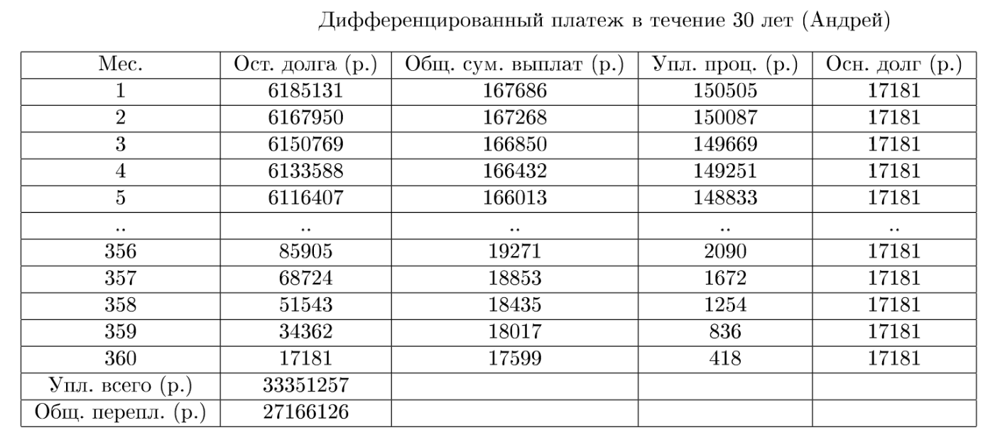 Дифференцированный платеж в течение 30 лет (Андрей)
Мес. Ост. долга (р.) Общ. сум. выплат (р.) Упл. проц. (р.) Осн. долг (р.)
1 6185131 167686 150505 17181
2 6167950 167268 150087 17181
3 6150769 166850 149669 17181
4 6133588 166432 149251 17181
5 6116407 166013 148833 17181
.. .. .. .. ..
356 85905 19271 2090 17181
357 68724 18853 1672 17181
358 51543 18435 1254 17181
359 34362 18017 836 17181
360 17181 17599 418 17181
Упл. всего (р.) 33351257
Общ. перепл. (р.) 27166126